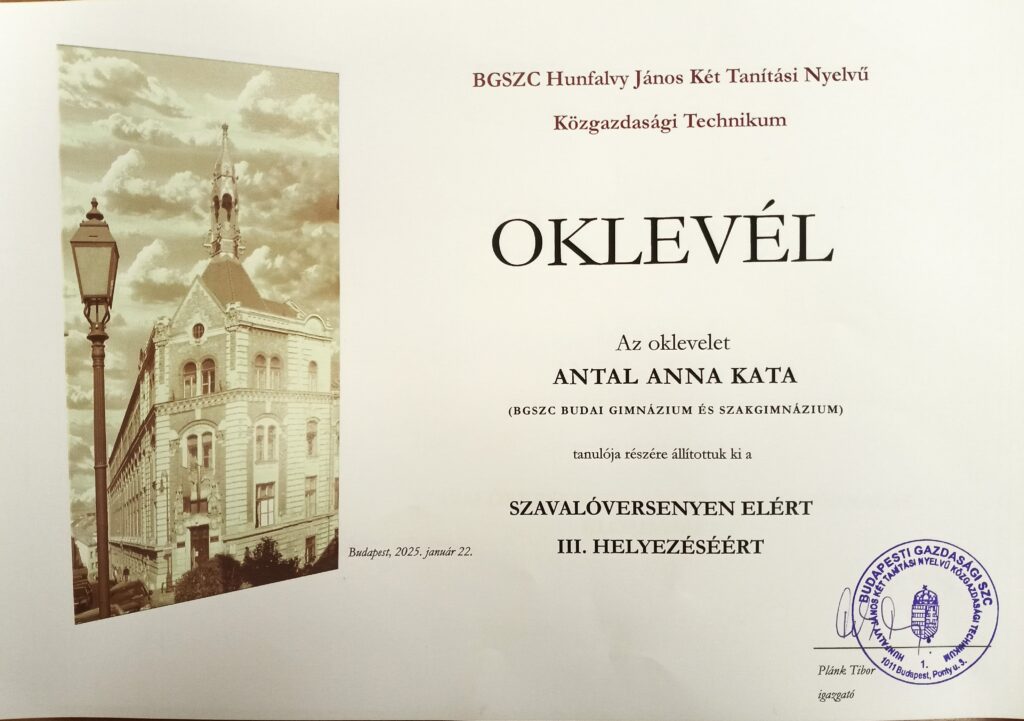 BGSZC Hunfalvy János Két Tanítási Nyelvű
Közgazdasági Technikum
OKLEVÉL
Az oklevelet
ANTAL ANNA KATA
(BGSZC BUDAI GIMNÁZIUM ÉS SZAKGIMNÁZIUM)
tanulója részére állítottuk ki a
SZAVALÓVERSENYEN ELÉRT
III. HELYEZÉSÉÉRT
Budapest, 2025. január 22.
BUDAPESTI GAZDASÁGI SZC
HUNFALVY JÁNOS KÉT TANÍTÁSI NYELVŰ KÖZGAZDASÁGI TECHNIKUM
1.
1011 Budapest, Ponty u. 3.
Plánk Tibor
igazgató